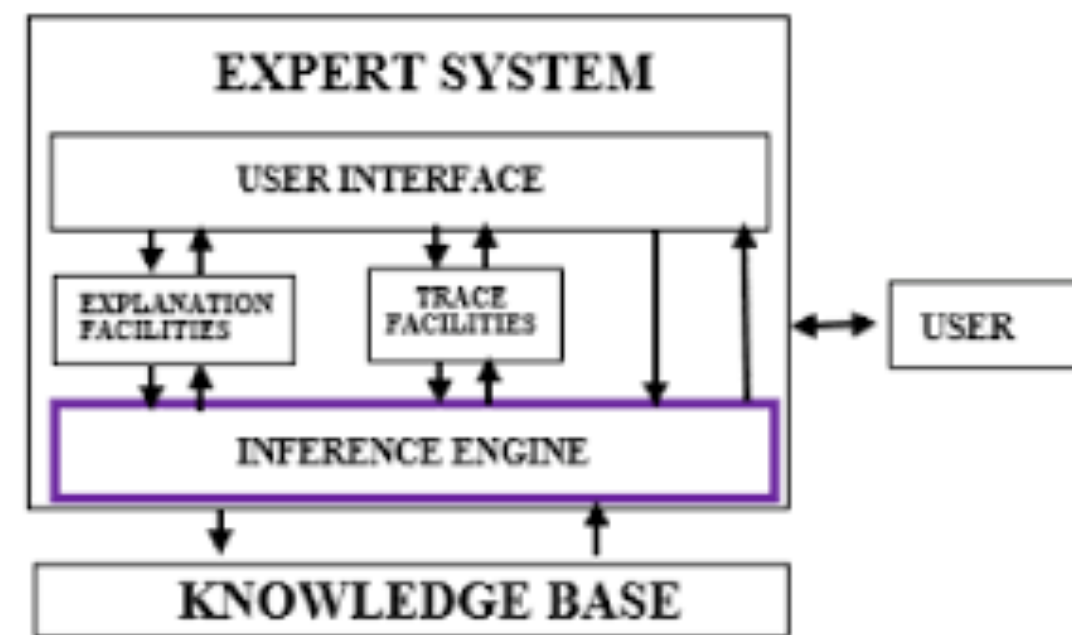 EXPERT SYSTEM
USER INTERFACE
EXPLANATION
FACILITIES
TRACE
FACILITIES
USER
INFERENCE ENGINE
KNOWLEDGE BASE